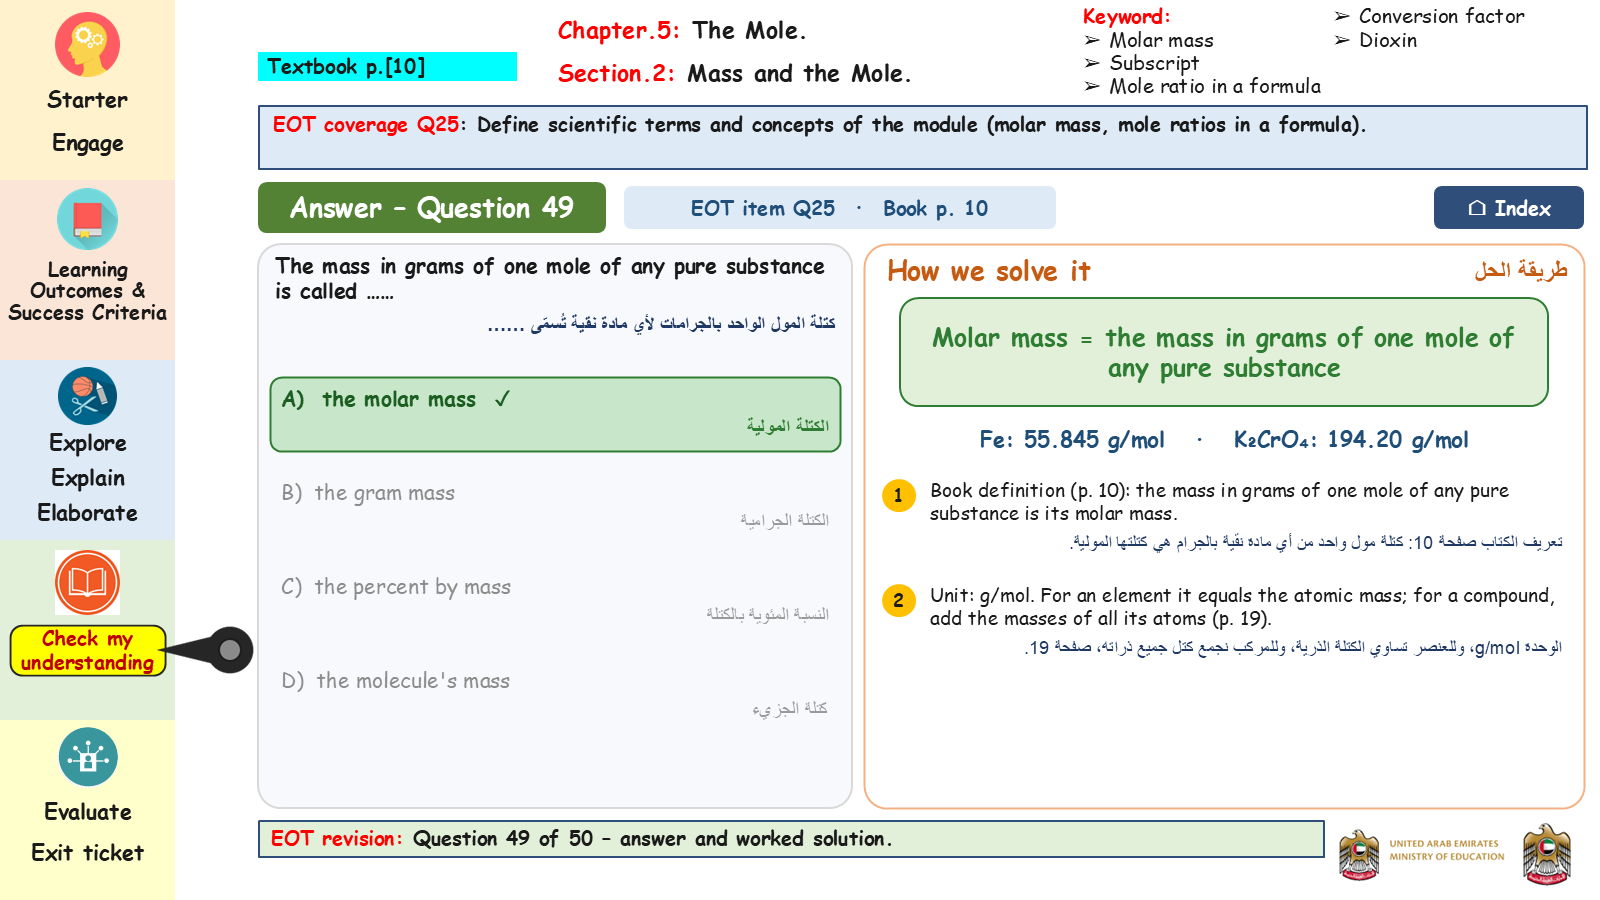 Starter
Engage
Learning
Outcomes &
Success Criteria
Explore
Explain
Elaborate
Check my
understanding
Evaluate
Exit ticket
Textbook p.[10]
Chapter.5: The Mole.
Section.2: Mass and the Mole.
Keyword:
➢ Molar mass
➢ Subscript
➢ Mole ratio in a formula
➢ Conversion factor
➢ Dioxin
EOT coverage Q25: Define scientific terms and concepts of the module (molar mass, mole ratios in a formula).
Answer – Question 49
EOT item Q25 · Book p. 10
☖ Index
The mass in grams of one mole of any pure substance
is called ......
كتلة المول الواحد بالجرامات لأي مادة نقية تُسمّى ......
A) the molar mass ✓
الكتلة المولية
B) the gram mass
الكتلة الجرامية
C) the percent by mass
النسبة المئوية بالكتلة
D) the molecule's mass
كتلة الجزيء
How we solve it
طريقة الحل
Molar mass = the mass in grams of one mole of
any pure substance
Fe: 55.845 g/mol · K₂CrO₄: 194.20 g/mol
1 Book definition (p. 10): the mass in grams of one mole of any pure
substance is its molar mass.
تعريف الكتاب صفحة 10: كتلة مول واحد من أي مادة نقية بالجرام هي كتلتها المولية.
2 Unit: g/mol. For an element it equals the atomic mass; for a compound,
add the masses of all its atoms (p. 19).
الوحدة g/mol، وللعنصر تساوي الكتلة الذرية، وللمركب نجمع كتل جميع ذراته، صفحة 19.
EOT revision: Question 49 of 50 – answer and worked solution.
UNITED ARAB EMIRATES
MINISTRY OF EDUCATION